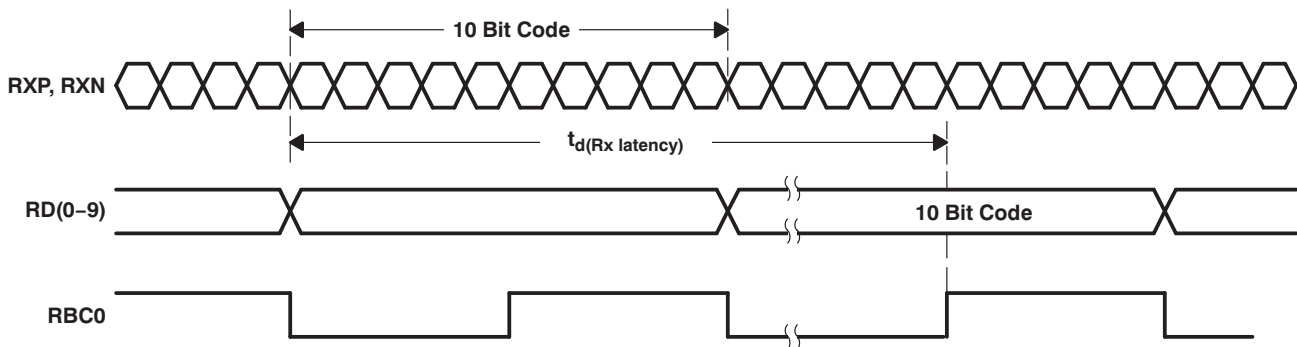 10 Bit Code
RXP, RXN
td(Rx latency)
RD(0–9)
10 Bit Code
RBC0